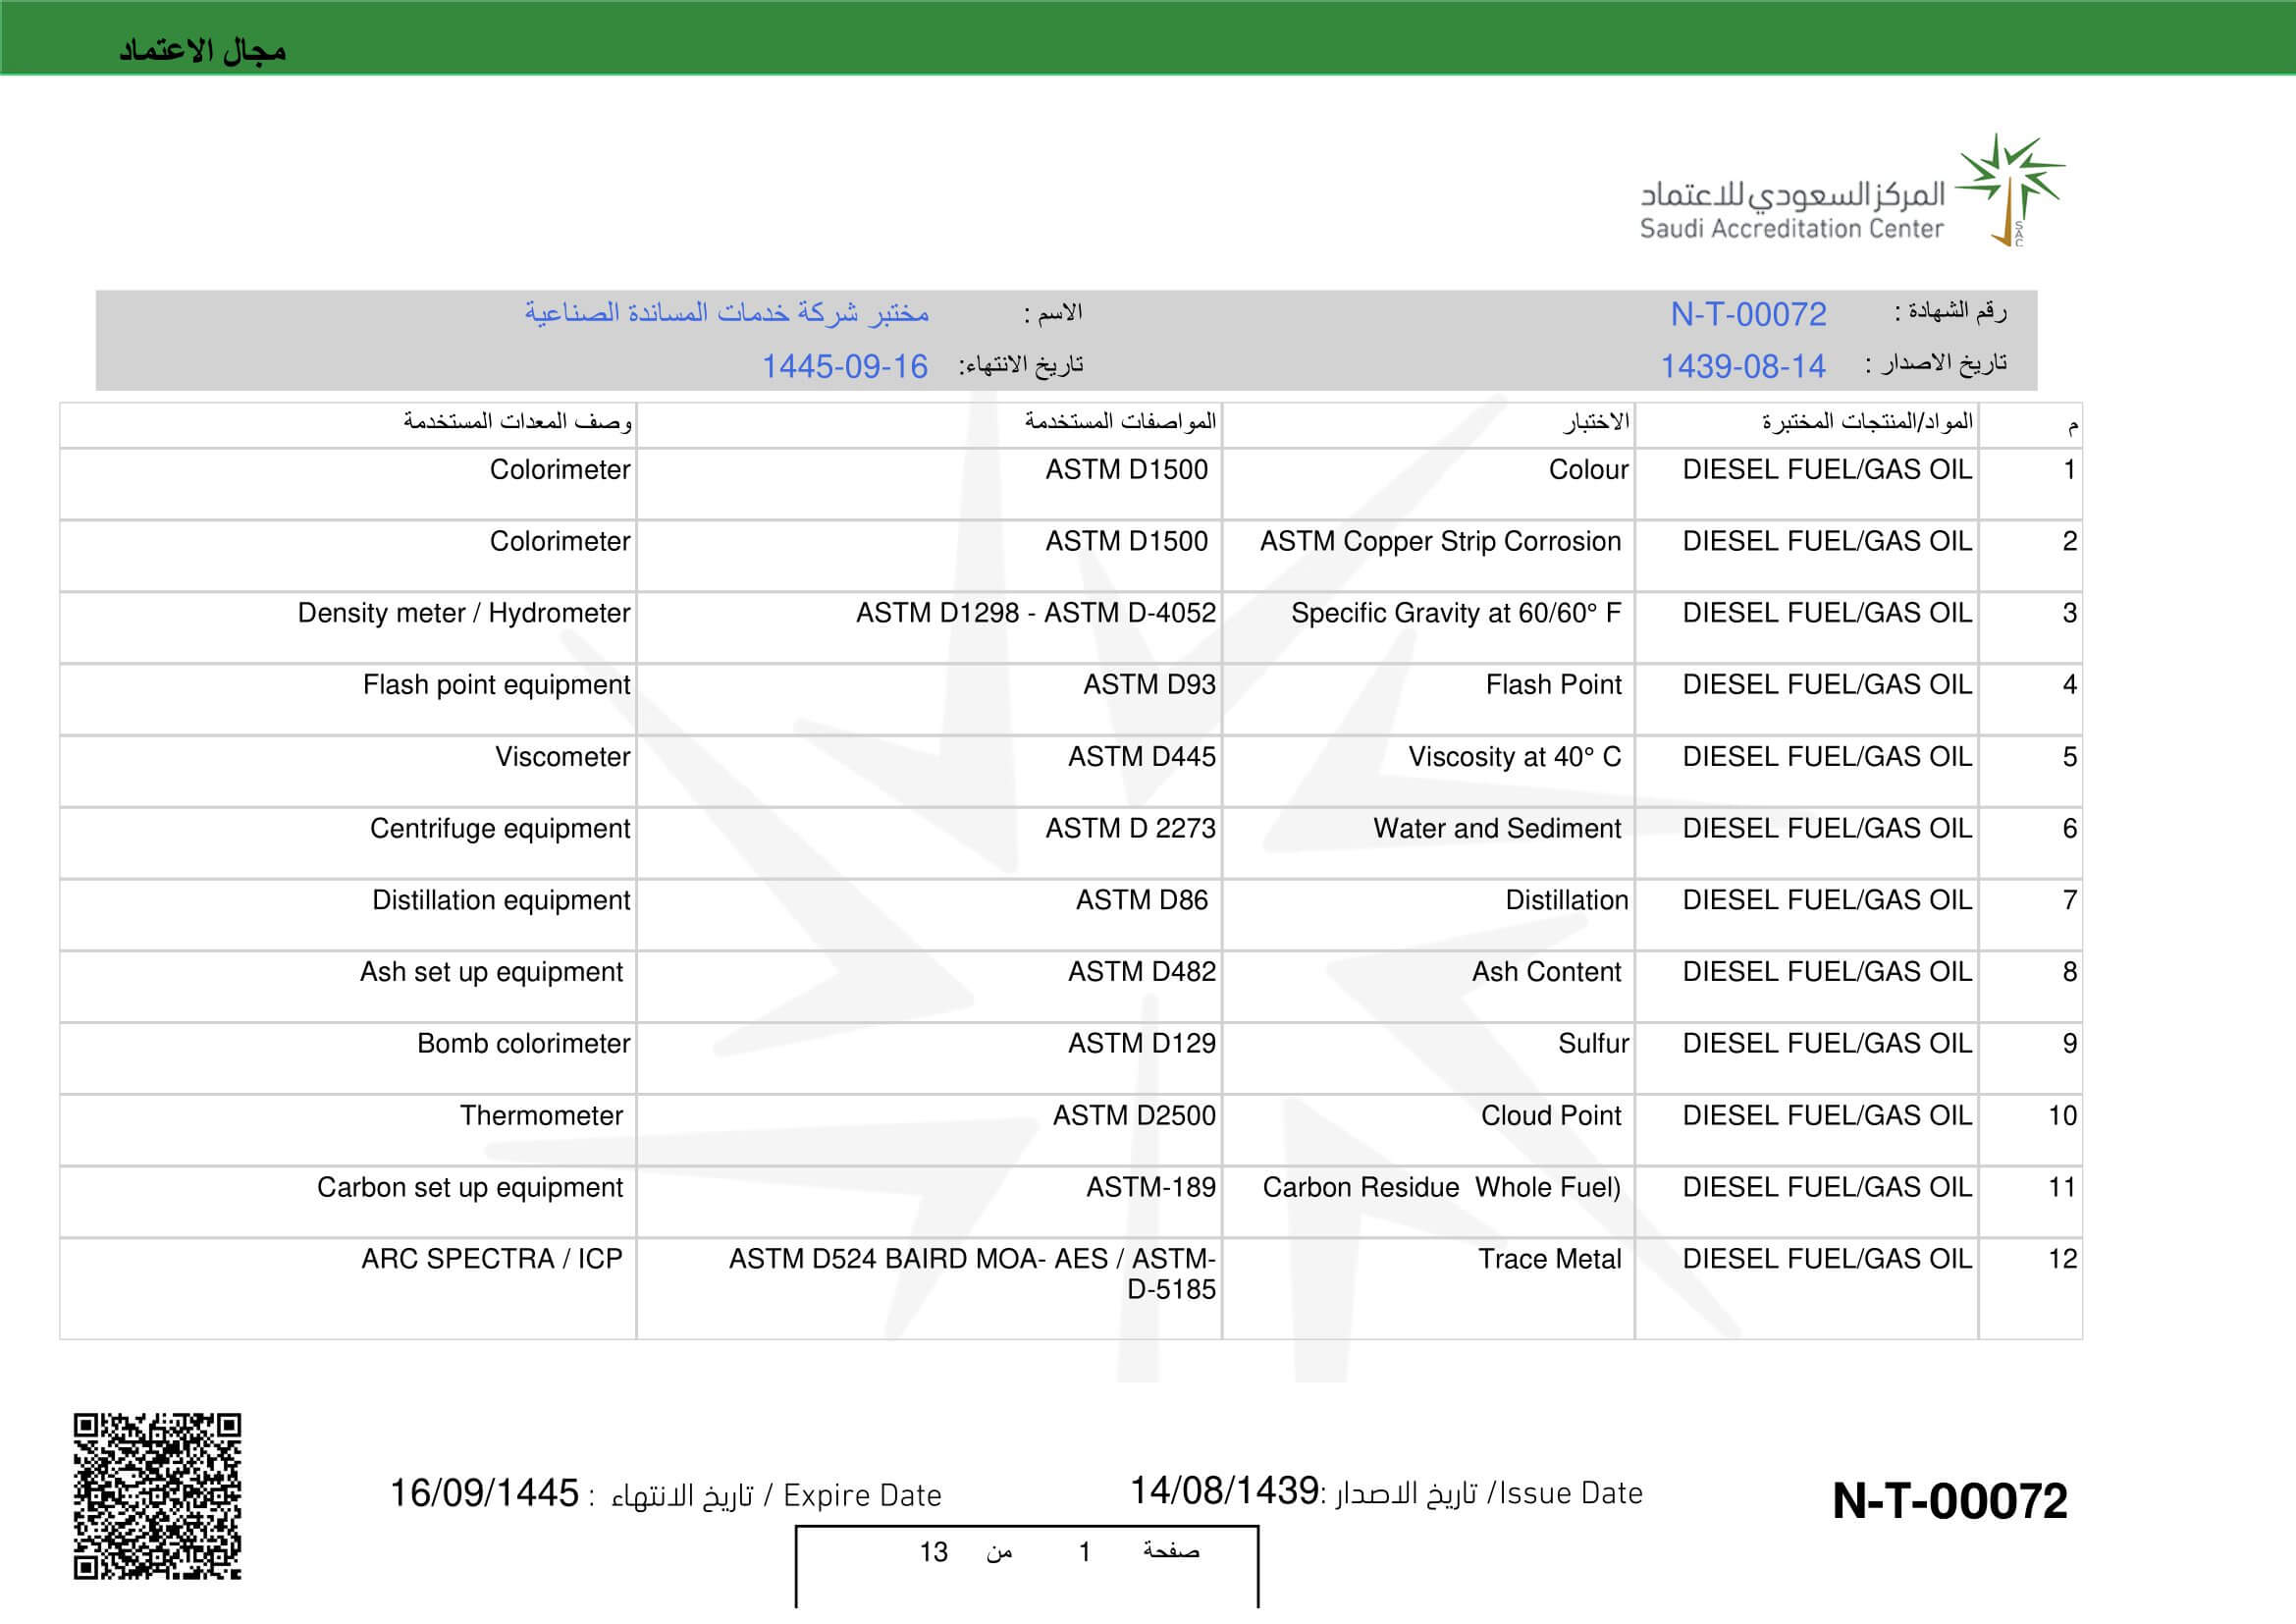 مجال الاعتماد
المركز السعودي للاعتماد
Saudi Accreditation Center
SAC
رقم الشهادة : N-T-00072 الاسم : مختبر شركة خدمات المساندة الصناعية
تاريخ الاصدار : 1439-08-14 تاريخ الانتهاء: 1445-09-16
م المواد/المنتجات المختبرة الاختبار المواصفات المستخدمة وصف المعدات المستخدمة
1 DIESEL FUEL/GAS OIL Colour ASTM D1500 Colorimeter
2 DIESEL FUEL/GAS OIL ASTM Copper Strip Corrosion ASTM D1500 Colorimeter
3 DIESEL FUEL/GAS OIL Specific Gravity at 60/60° F ASTM D1298 - ASTM D-4052 Density meter / Hydrometer
4 DIESEL FUEL/GAS OIL Flash Point ASTM D93 Flash point equipment
5 DIESEL FUEL/GAS OIL Viscosity at 40° C ASTM D445 Viscometer
6 DIESEL FUEL/GAS OIL Water and Sediment ASTM D 2273 Centrifuge equipment
7 DIESEL FUEL/GAS OIL Distillation ASTM D86 Distillation equipment
8 DIESEL FUEL/GAS OIL Ash Content ASTM D482 Ash set up equipment
9 DIESEL FUEL/GAS OIL Sulfur ASTM D129 Bomb colorimeter
10 DIESEL FUEL/GAS OIL Cloud Point ASTM D2500 Thermometer
11 DIESEL FUEL/GAS OIL Carbon Residue  Whole Fuel) ASTM-189 Carbon set up equipment
12 DIESEL FUEL/GAS OIL Trace Metal ASTM D524 BAIRD MOA- AES / ASTM- ARC SPECTRA / ICP
D-5185
N-T-00072
Issue Date/ تاريخ الاصدار :14/08/1439
Expire Date / تاريخ الانتهاء : 16/09/1445
صفحة 1 من 13